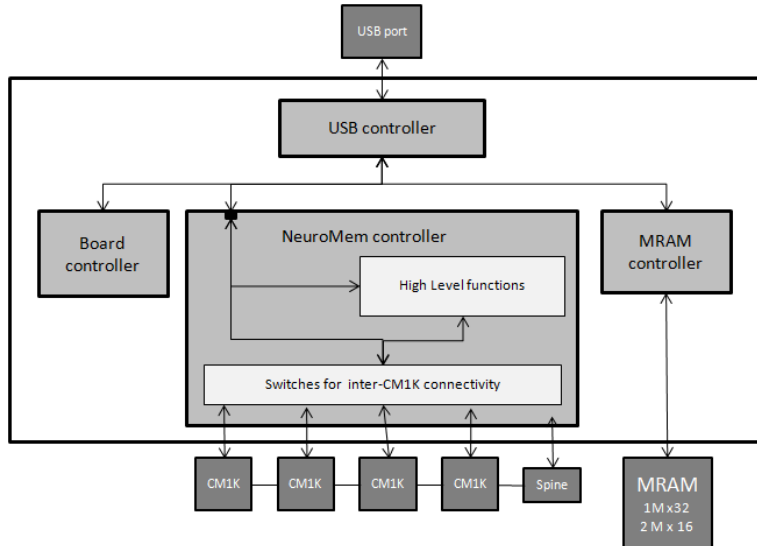 USB port
USB controller
Board
controller
NeuroMem controller
MRAM
controller
High Level functions
Switches for inter-CM1K connectivity
CM1K
CM1K
CM1K
CM1K
Spine
MRAM
1M x32
2 M x 16